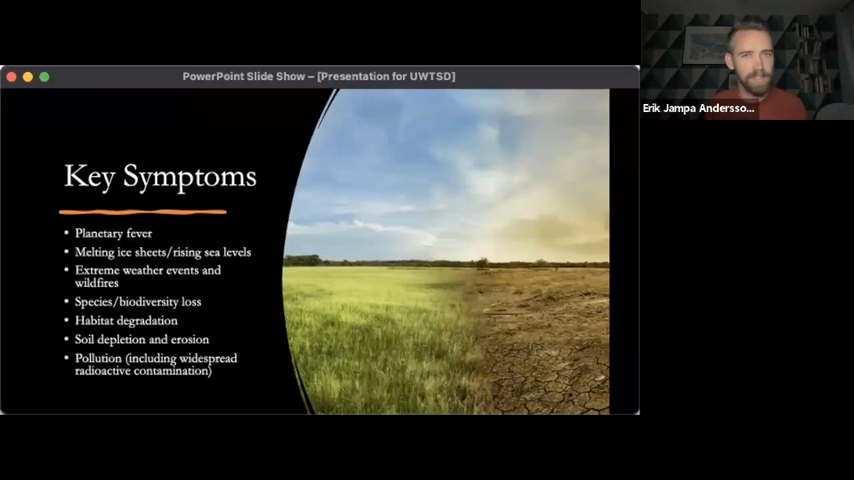 PowerPoint Slide Show – [Presentation for UWTSD]
Key Symptoms
• Planetary fever
• Melting ice sheets/rising sea levels
• Extreme weather events and
wildfires
• Species/biodiversity loss
• Habitat degradation
• Soil depletion and erosion
• Pollution (including widespread
radioactive contamination)
Erik Jampa Andersso...